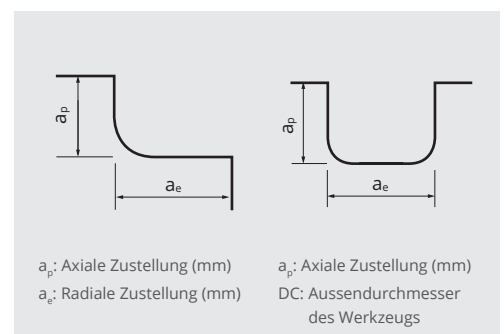 aₚ
aₑ
aₚ
aₑ
aₚ: Axiale Zustellung (mm)
aₑ: Radiale Zustellung (mm)
aₚ: Axiale Zustellung (mm)
DC: Aussendurchmesser
des Werkzeugs